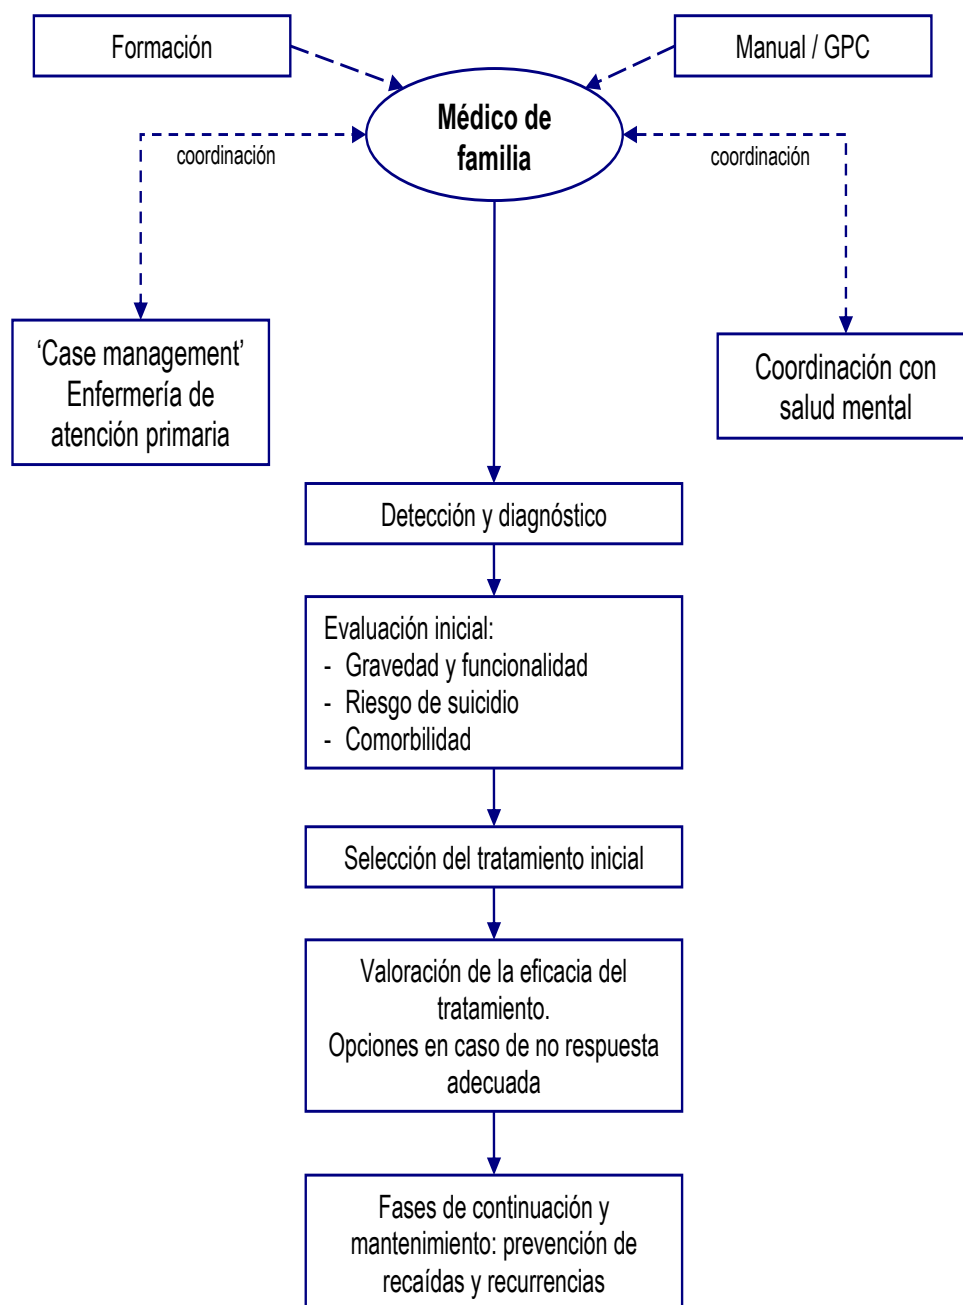 Formación
Manual / GPC
Médico de
familia
coordinación
coordinación
‘Case management’
Enfermería de
atención primaria
Coordinación con
salud mental
Detección y diagnóstico
Evaluación inicial:
- Gravedad y funcionalidad
- Riesgo de suicidio
- Comorbilidad
Selección del tratamiento inicial
Valoración de la eficacia del
tratamiento.
Opciones en caso de no respuesta
adecuada
Fases de continuación y
mantenimiento: prevención de
recaídas y recurrencias